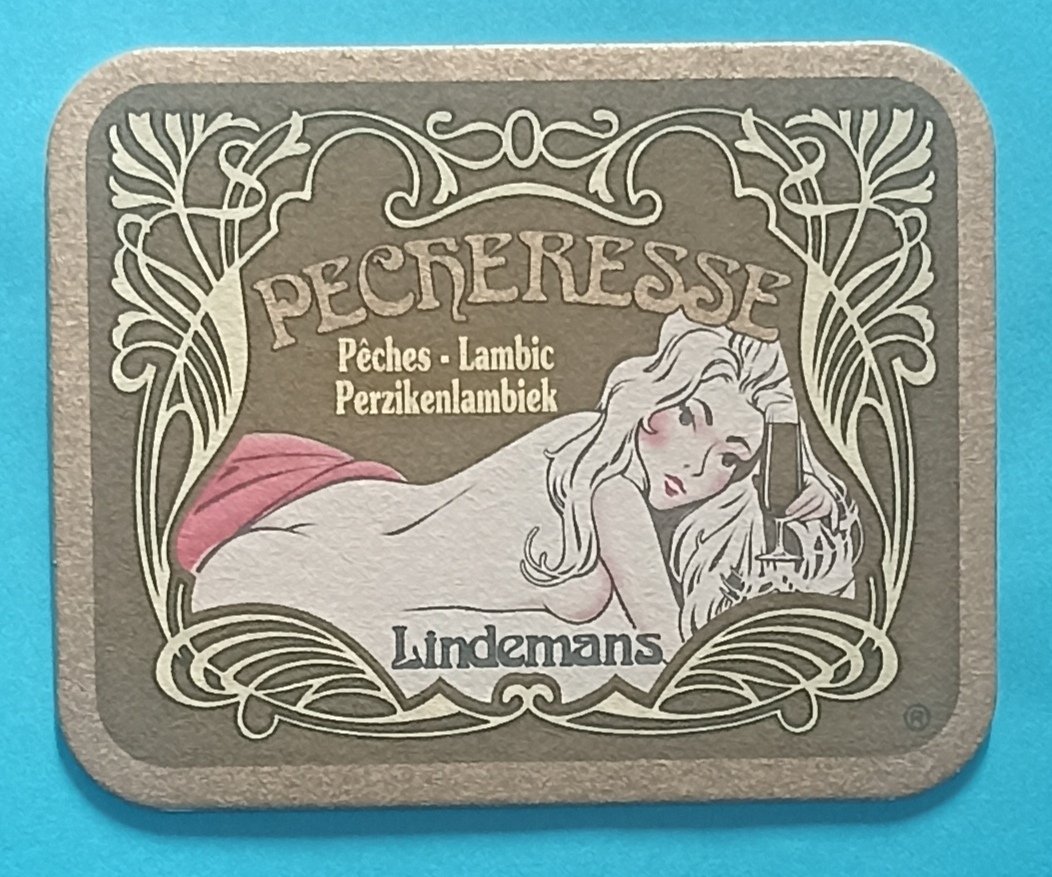 PECHERESSE
Pêches - Lambic
Perzikenlambiek
Lindemans
®